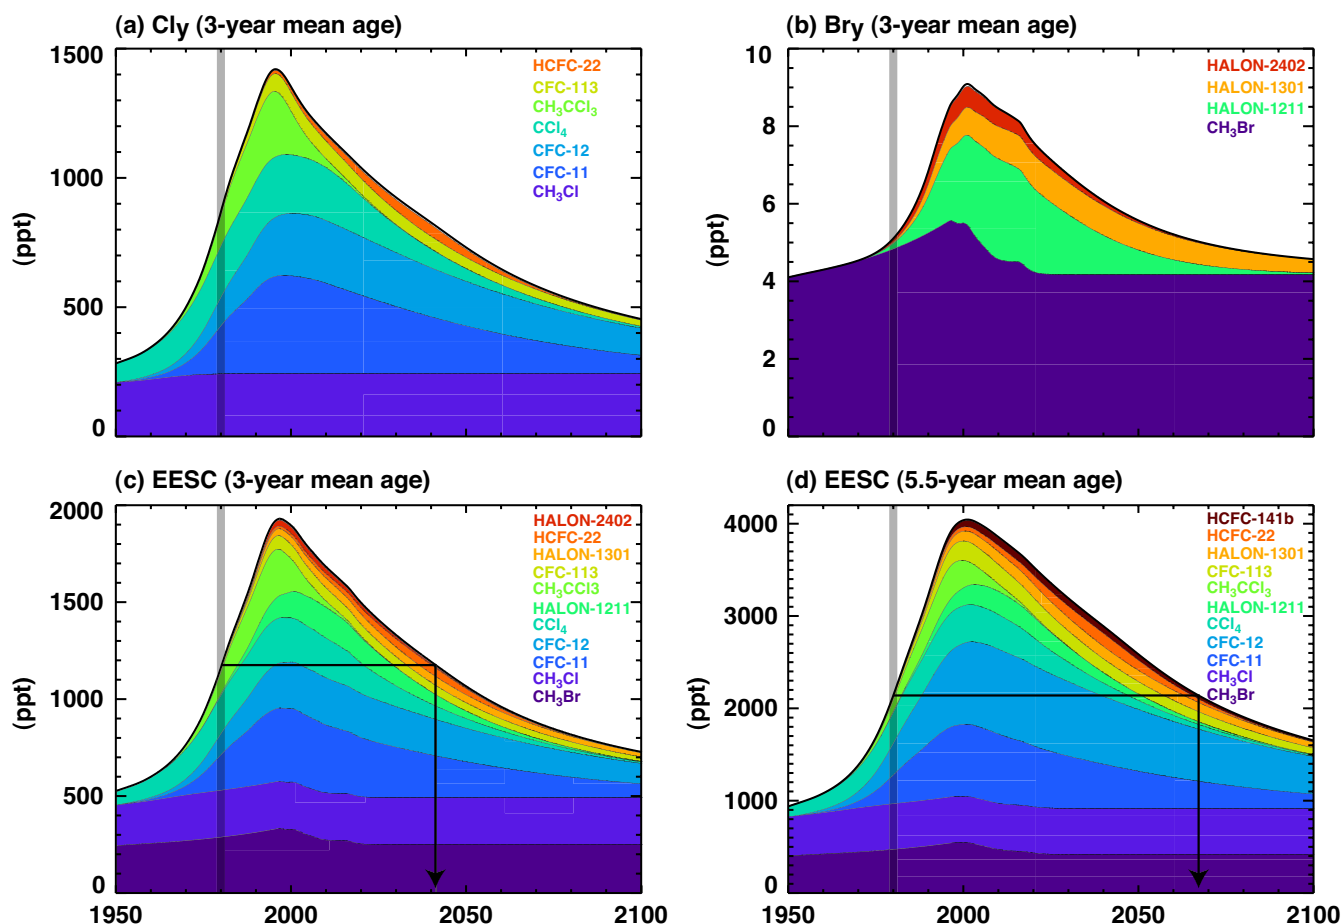 (a) Cly (3-year mean age)
1500
1000
500
0
(ppt)
HCFC-22
CFC-113
CH₃CCl₃
CCl₄
CFC-12
CFC-11
CH₃Cl
(b) Bry (3-year mean age)
10
8
6
4
2
0
(ppt)
HALON-2402
HALON-1301
HALON-1211
CH₃Br
(c) EESC (3-year mean age)
2000
1500
1000
500
0
(ppt)
HALON-2402
HCFC-22
HALON-1301
CFC-113
CH₃CCl3
HALON-1211
CCl₄
CFC-12
CFC-11
CH₃Cl
CH₃Br
1950 2000 2050 2100
(d) EESC (5.5-year mean age)
4000
3000
2000
1000
0
(ppt)
HCFC-141b
HCFC-22
HALON-1301
CFC-113
CH₃CCl₃
HALON-1211
CCl₄
CFC-12
CFC-11
CH₃Cl
CH₃Br
1950 2000 2050 2100